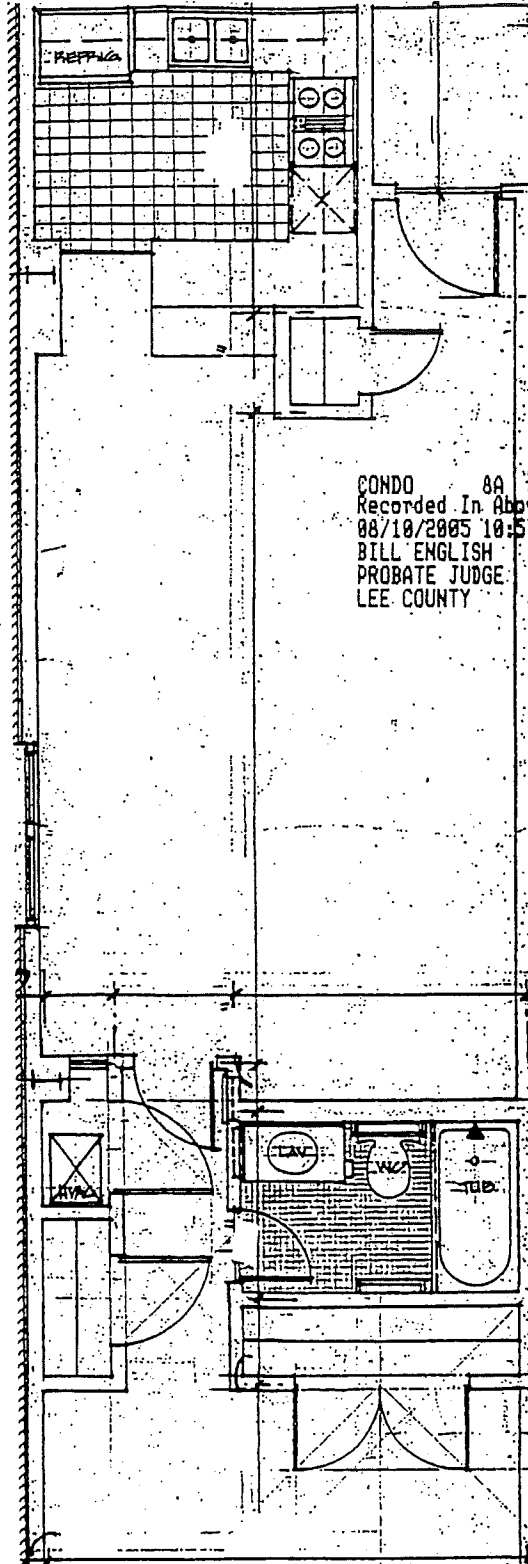 REFRIG.
CONDO 8A
Recorded In Abov
08/10/2005 10:5
BILL ENGLISH
PROBATE JUDGE
LEE COUNTY
LAV
WC
TUB
HVAC